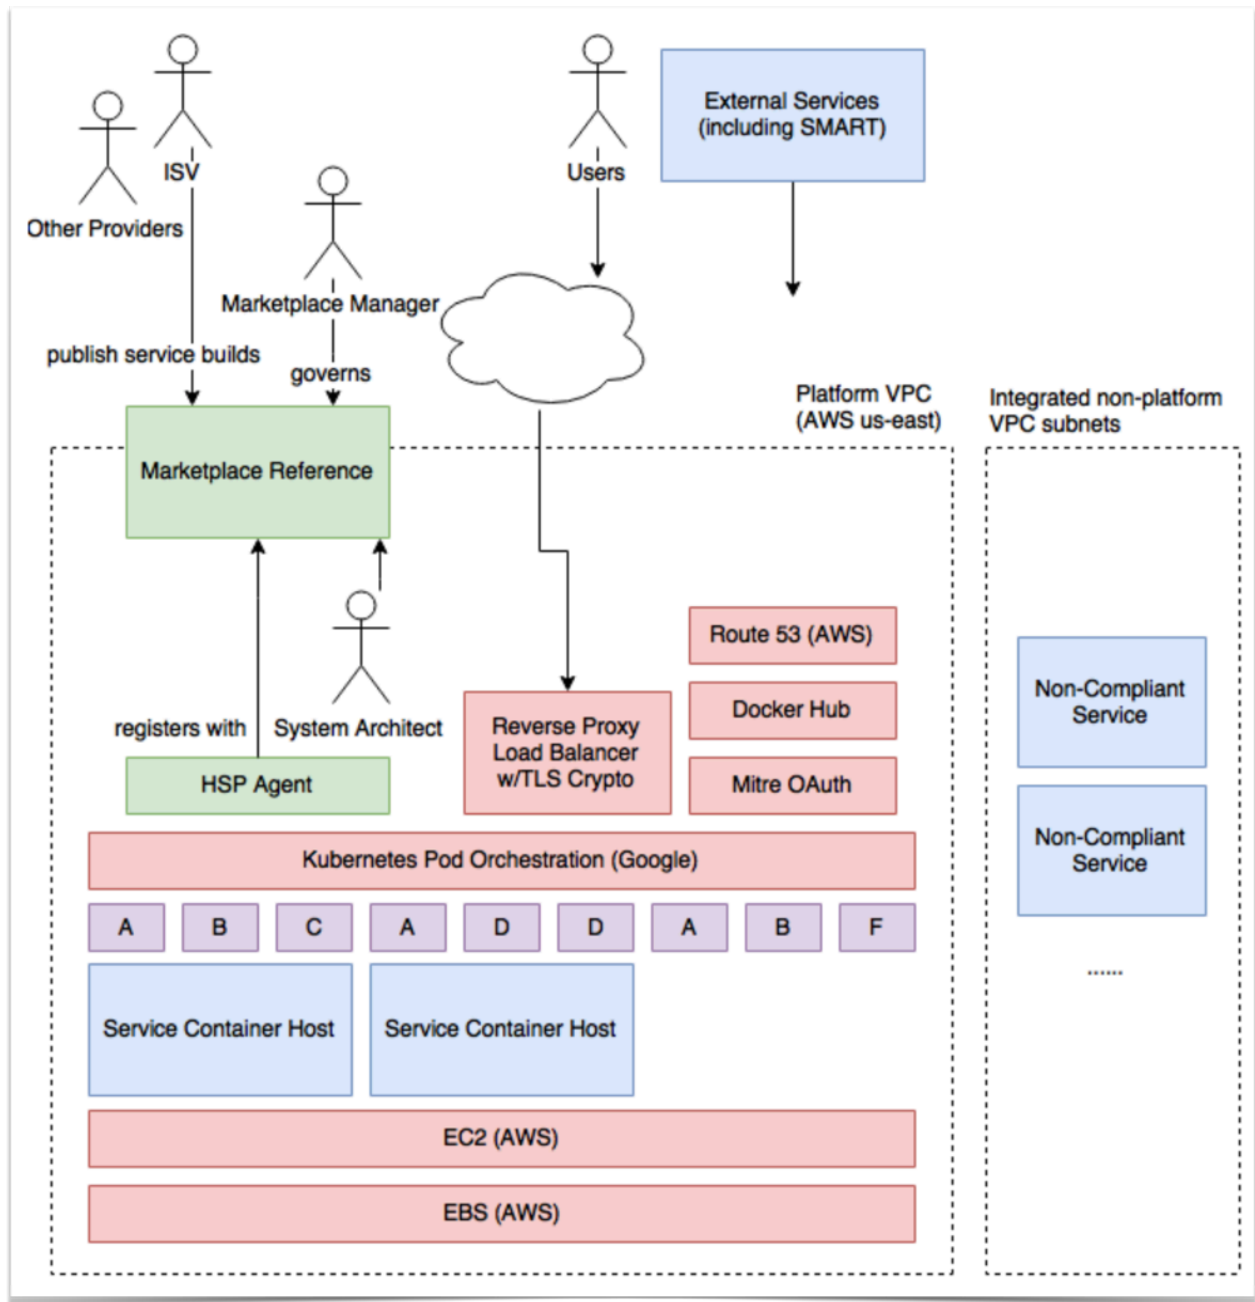 External Services
(including SMART)
ISV
Users
Other Providers
Marketplace Manager
publish service builds
governs
Platform VPC
(AWS us-east)
Integrated non-platform
VPC subnets
Marketplace Reference
Route 53 (AWS)
registers with
System Architect
Reverse Proxy
Load Balancer
w/TLS Crypto
Docker Hub
Non-Compliant
Service
HSP Agent
Mitre OAuth
Non-Compliant
Service
Kubernetes Pod Orchestration (Google)
A B C A D D A B F
......
Service Container Host
Service Container Host
EC2 (AWS)
EBS (AWS)